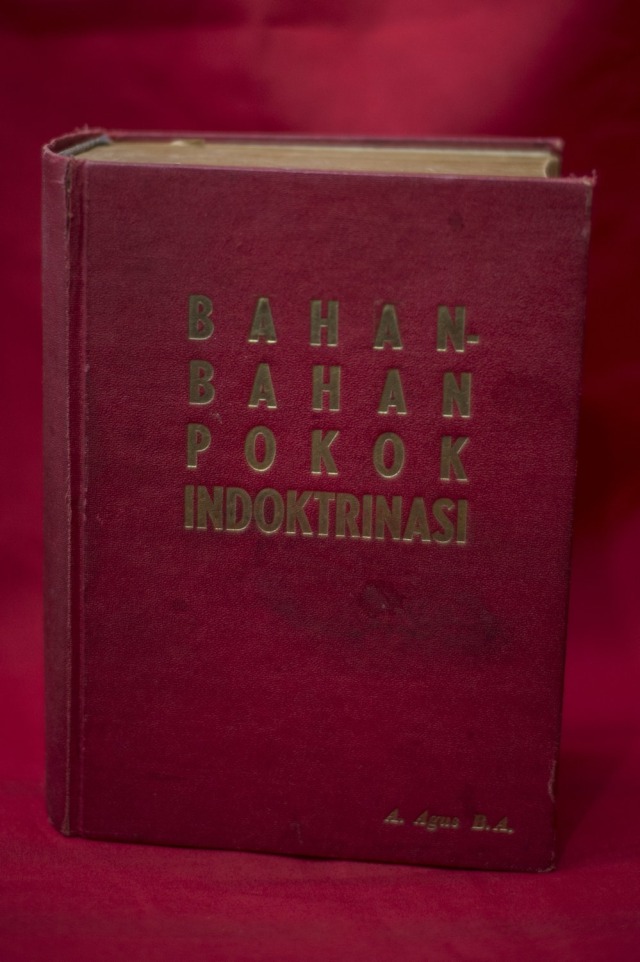 BAHAN-
BAHAN
POKOK
INDOKTRINASI
A. Agus B.A.